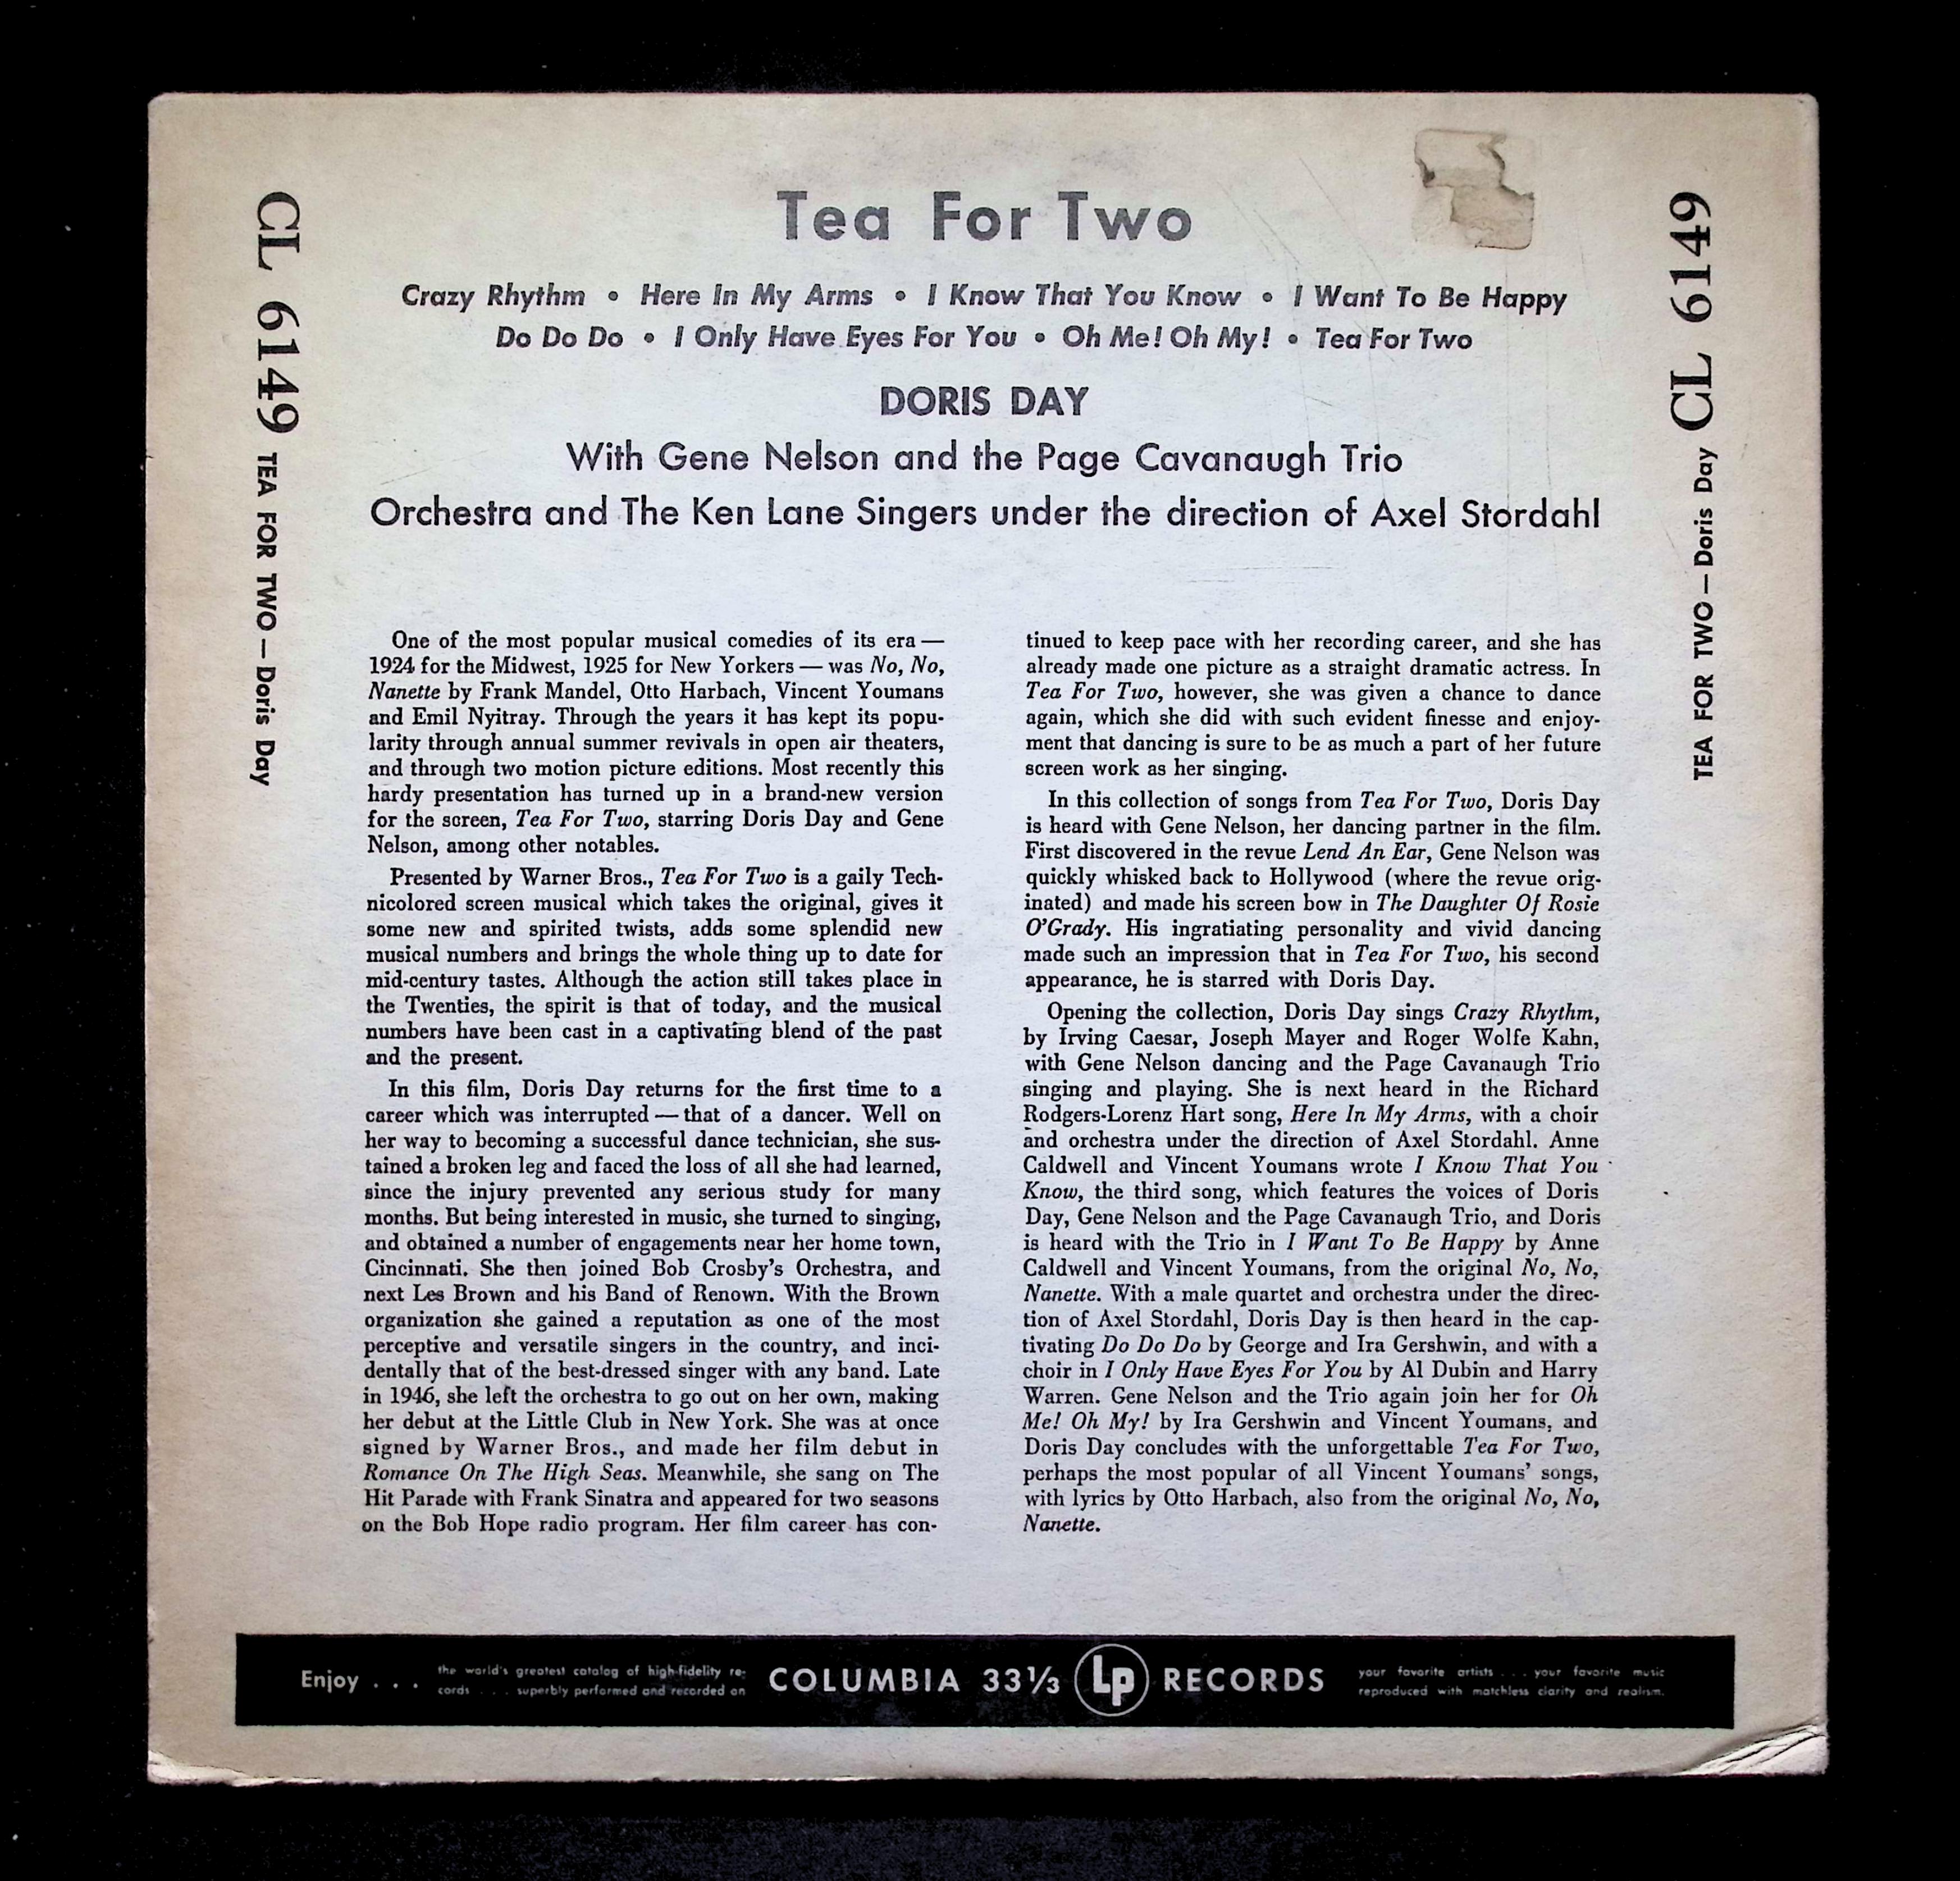 Tea For Two
Crazy Rhythm • Here In My Arms • I Know That You Know • I Want To Be Happy
Do Do Do • I Only Have Eyes For You • Oh Me! Oh My! • Tea For Two
DORIS DAY
With Gene Nelson and the Page Cavanaugh Trio
Orchestra and The Ken Lane Singers under the direction of Axel Stordahl
CL 6149 TEA FOR TWO — Doris Day
One of the most popular musical comedies of its era —
1924 for the Midwest, 1925 for New Yorkers — was No, No,
Nanette by Frank Mandel, Otto Harbach, Vincent Youmans
and Emil Nyitray. Through the years it has kept its popu-
larity through annual summer revivals in open air theaters,
and through two motion picture editions. Most recently this
hardy presentation has turned up in a brand-new version
for the screen, Tea For Two, starring Doris Day and Gene
Nelson, among other notables.
Presented by Warner Bros., Tea For Two is a gaily Tech-
nicolored screen musical which takes the original, gives it
some new and spirited twists, adds some splendid new
musical numbers and brings the whole thing up to date for
mid-century tastes. Although the action still takes place in
the Twenties, the spirit is that of today, and the musical
numbers have been cast in a captivating blend of the past
and the present.
In this film, Doris Day returns for the first time to a
career which was interrupted — that of a dancer. Well on
her way to becoming a successful dance technician, she sus-
tained a broken leg and faced the loss of all she had learned,
since the injury prevented any serious study for many
months. But being interested in music, she turned to singing,
and obtained a number of engagements near her home town,
Cincinnati. She then joined Bob Crosby's Orchestra, and
next Les Brown and his Band of Renown. With the Brown
organization she gained a reputation as one of the most
perceptive and versatile singers in the country, and inci-
dentally that of the best-dressed singer with any band. Late
in 1946, she left the orchestra to go out on her own, making
her debut at the Little Club in New York. She was at once
signed by Warner Bros., and made her film debut in
Romance On The High Seas. Meanwhile, she sang on The
Hit Parade with Frank Sinatra and appeared for two seasons
on the Bob Hope radio program. Her film career has con-
tinued to keep pace with her recording career, and she has
already made one picture as a straight dramatic actress. In
Tea For Two, however, she was given a chance to dance
again, which she did with such evident finesse and enjoy-
ment that dancing is sure to be as much a part of her future
screen work as her singing.
In this collection of songs from Tea For Two, Doris Day
is heard with Gene Nelson, her dancing partner in the film.
First discovered in the revue Lend An Ear, Gene Nelson was
quickly whisked back to Hollywood (where the revue orig-
inated) and made his screen bow in The Daughter Of Rosie
O'Grady. His ingratiating personality and vivid dancing
made such an impression that in Tea For Two, his second
appearance, he is starred with Doris Day.
Opening the collection, Doris Day sings Crazy Rhythm,
by Irving Caesar, Joseph Mayer and Roger Wolfe Kahn,
with Gene Nelson dancing and the Page Cavanaugh Trio
singing and playing. She is next heard in the Richard
Rodgers-Lorenz Hart song, Here In My Arms, with a choir
and orchestra under the direction of Axel Stordahl. Anne
Caldwell and Vincent Youmans wrote I Know That You
Know, the third song, which features the voices of Doris
Day, Gene Nelson and the Page Cavanaugh Trio, and Doris
is heard with the Trio in I Want To Be Happy by Anne
Caldwell and Vincent Youmans, from the original No, No,
Nanette. With a male quartet and orchestra under the direc-
tion of Axel Stordahl, Doris Day is then heard in the cap-
tivating Do Do Do by George and Ira Gershwin, and with a
choir in I Only Have Eyes For You by Al Dubin and Harry
Warren. Gene Nelson and the Trio again join her for Oh
Me! Oh My! by Ira Gershwin and Vincent Youmans, and
Doris Day concludes with the unforgettable Tea For Two,
perhaps the most popular of all Vincent Youmans' songs,
with lyrics by Otto Harbach, also from the original No, No,
Nanette.
TEA FOR TWO — Doris Day CL 6149
Enjoy . . . the world's greatest catalog of high-fidelity re-
cords . . . superbly performed and recorded on
COLUMBIA 33⅓ Lp RECORDS
your favorite artists . . . your favorite music
reproduced with matchless clarity and realism.